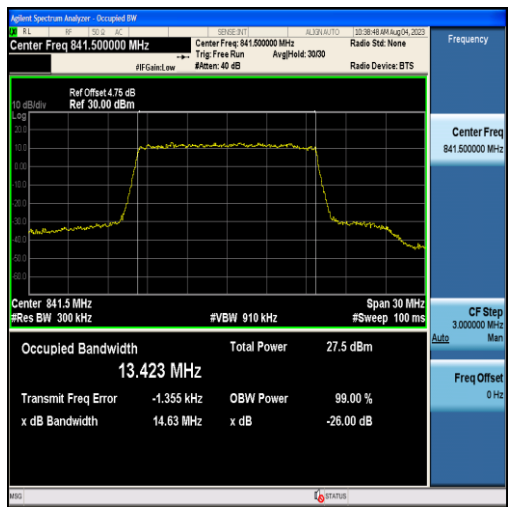 Agilent Spectrum Analyzer - Occupied BW
RL RF 50 Ω AC SENSE:INT ALIGN AUTO 10:38:48 AM Aug 04, 2023
Center Freq 841.500000 MHz
Center Freq: 841.500000 MHz
Radio Std: None
Trig: Free Run
Avg|Hold: 30/30
#IFGain:Low
#Atten: 40 dB
Radio Device: BTS
Ref Offset 4.75 dB
10 dB/div Ref 30.00 dBm
Log
20.0
10.0
0.00
-10.0
-20.0
-30.0
-40.0
-50.0
-60.0
Center 841.5 MHz
Span 30 MHz
#Res BW 300 kHz
#VBW 910 kHz
#Sweep 100 ms
Occupied Bandwidth
Total Power 27.5 dBm
13.423 MHz
Transmit Freq Error -1.355 kHz OBW Power 99.00 %
x dB Bandwidth 14.63 MHz x dB -26.00 dB
Frequency
Center Freq
841.500000 MHz
CF Step
3.000000 MHz
Auto Man
Freq Offset
0 Hz
MSG
STATUS